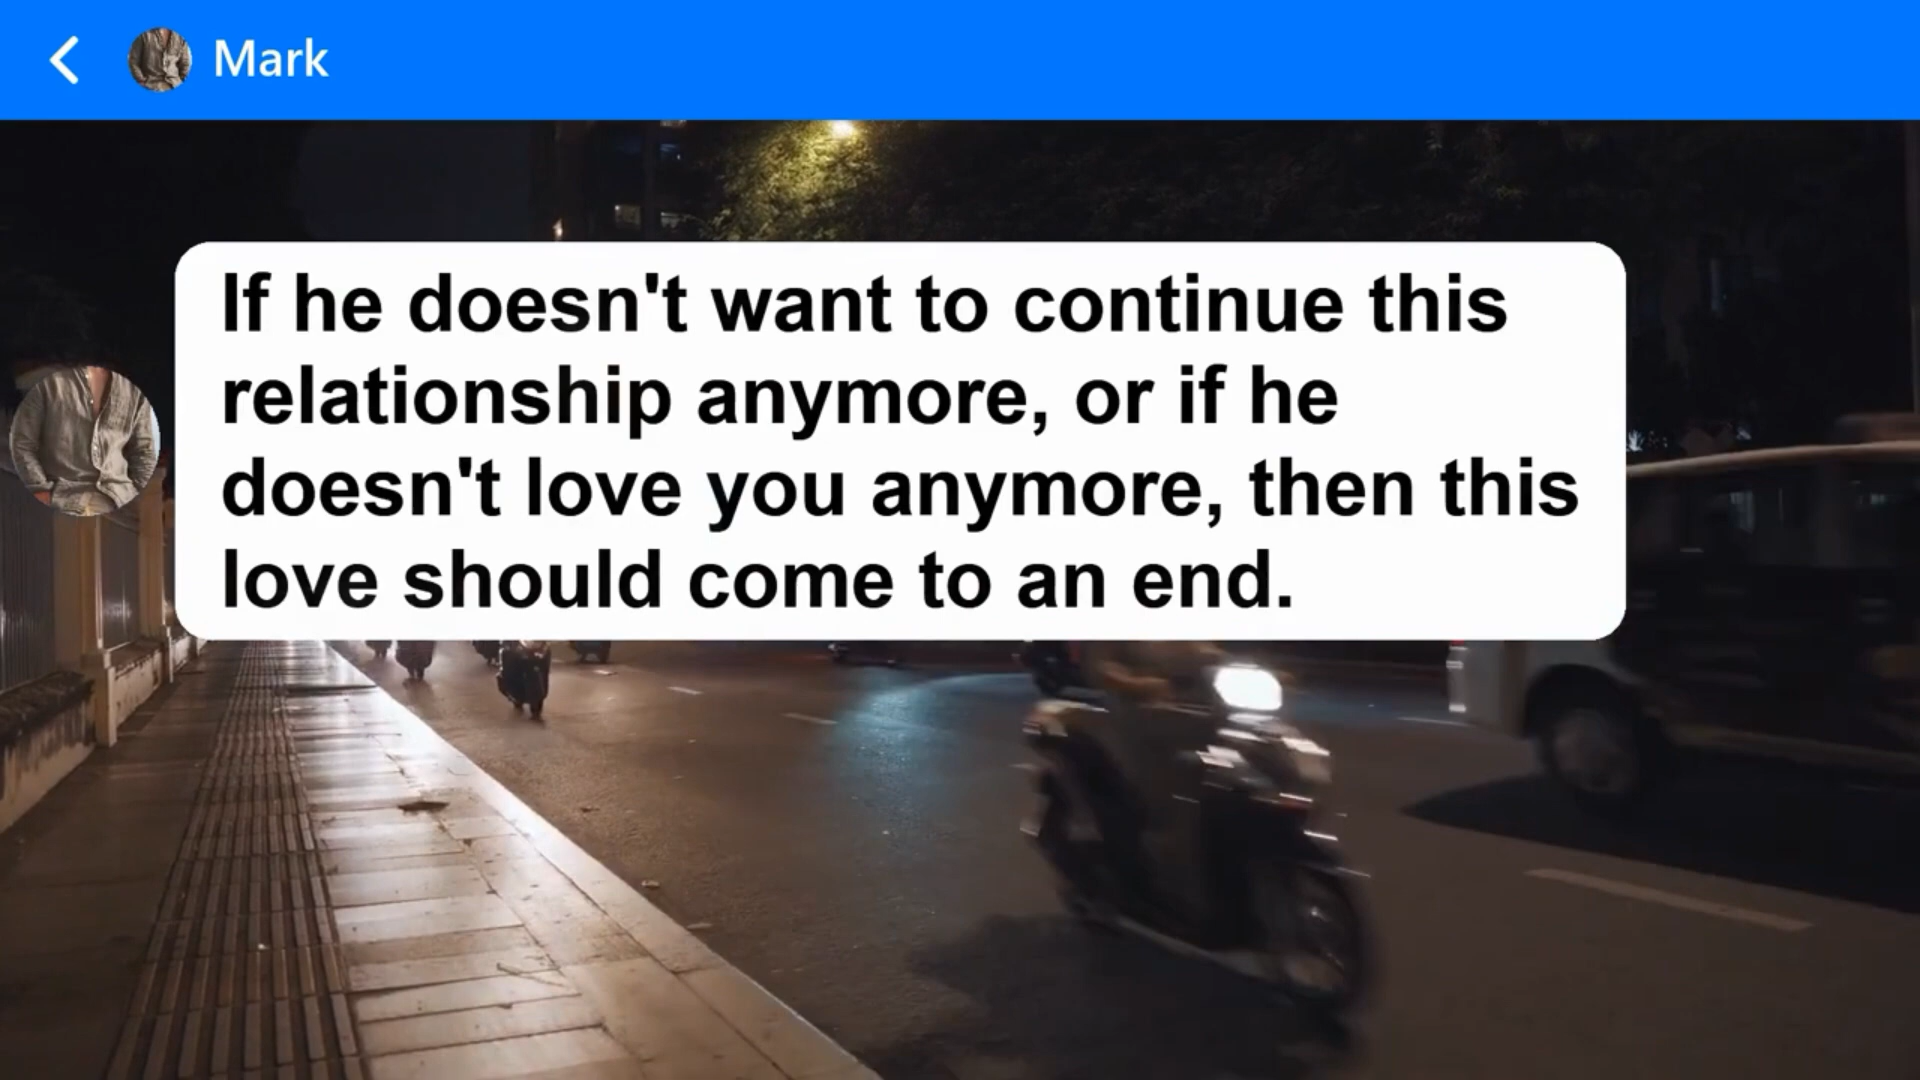 Mark
If he doesn't want to continue this
relationship anymore, or if he
doesn't love you anymore, then this
love should come to an end.